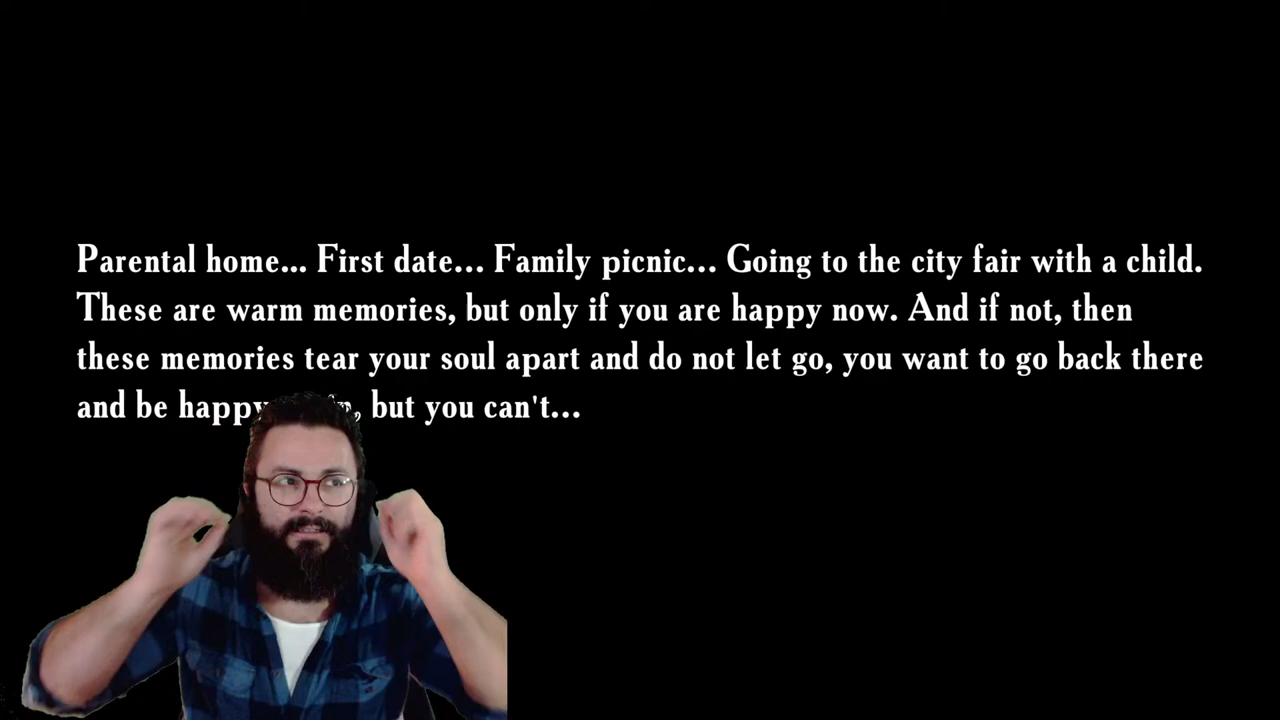 Parental home... First date... Family picnic... Going to the city fair with a child.
These are warm memories, but only if you are happy now. And if not, then
these memories tear your soul apart and do not let go, you want to go back there
and be happy but you can't...